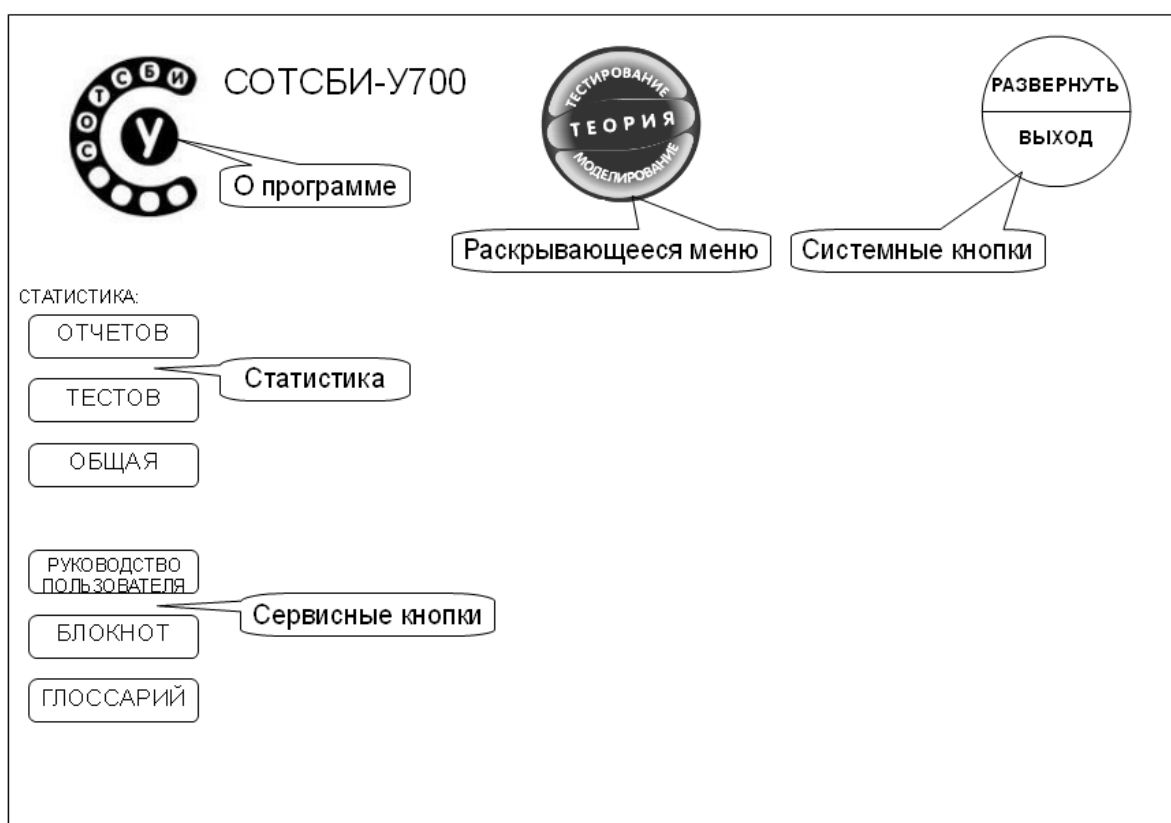 СОТСБИ
У
СОТСБИ-У700
О программе
ТЕСТИРОВАНИЕ
ТЕОРИЯ
МОДЕЛИРОВАНИЕ
Раскрывающееся меню
РАЗВЕРНУТЬ
ВЫХОД
Системные кнопки
СТАТИСТИКА:
ОТЧЕТОВ
Статистика
ТЕСТОВ
ОБЩАЯ
РУКОВОДСТВО
ПОЛЬЗОВАТЕЛЯ
Сервисные кнопки
БЛОКНОТ
ГЛОССАРИЙ